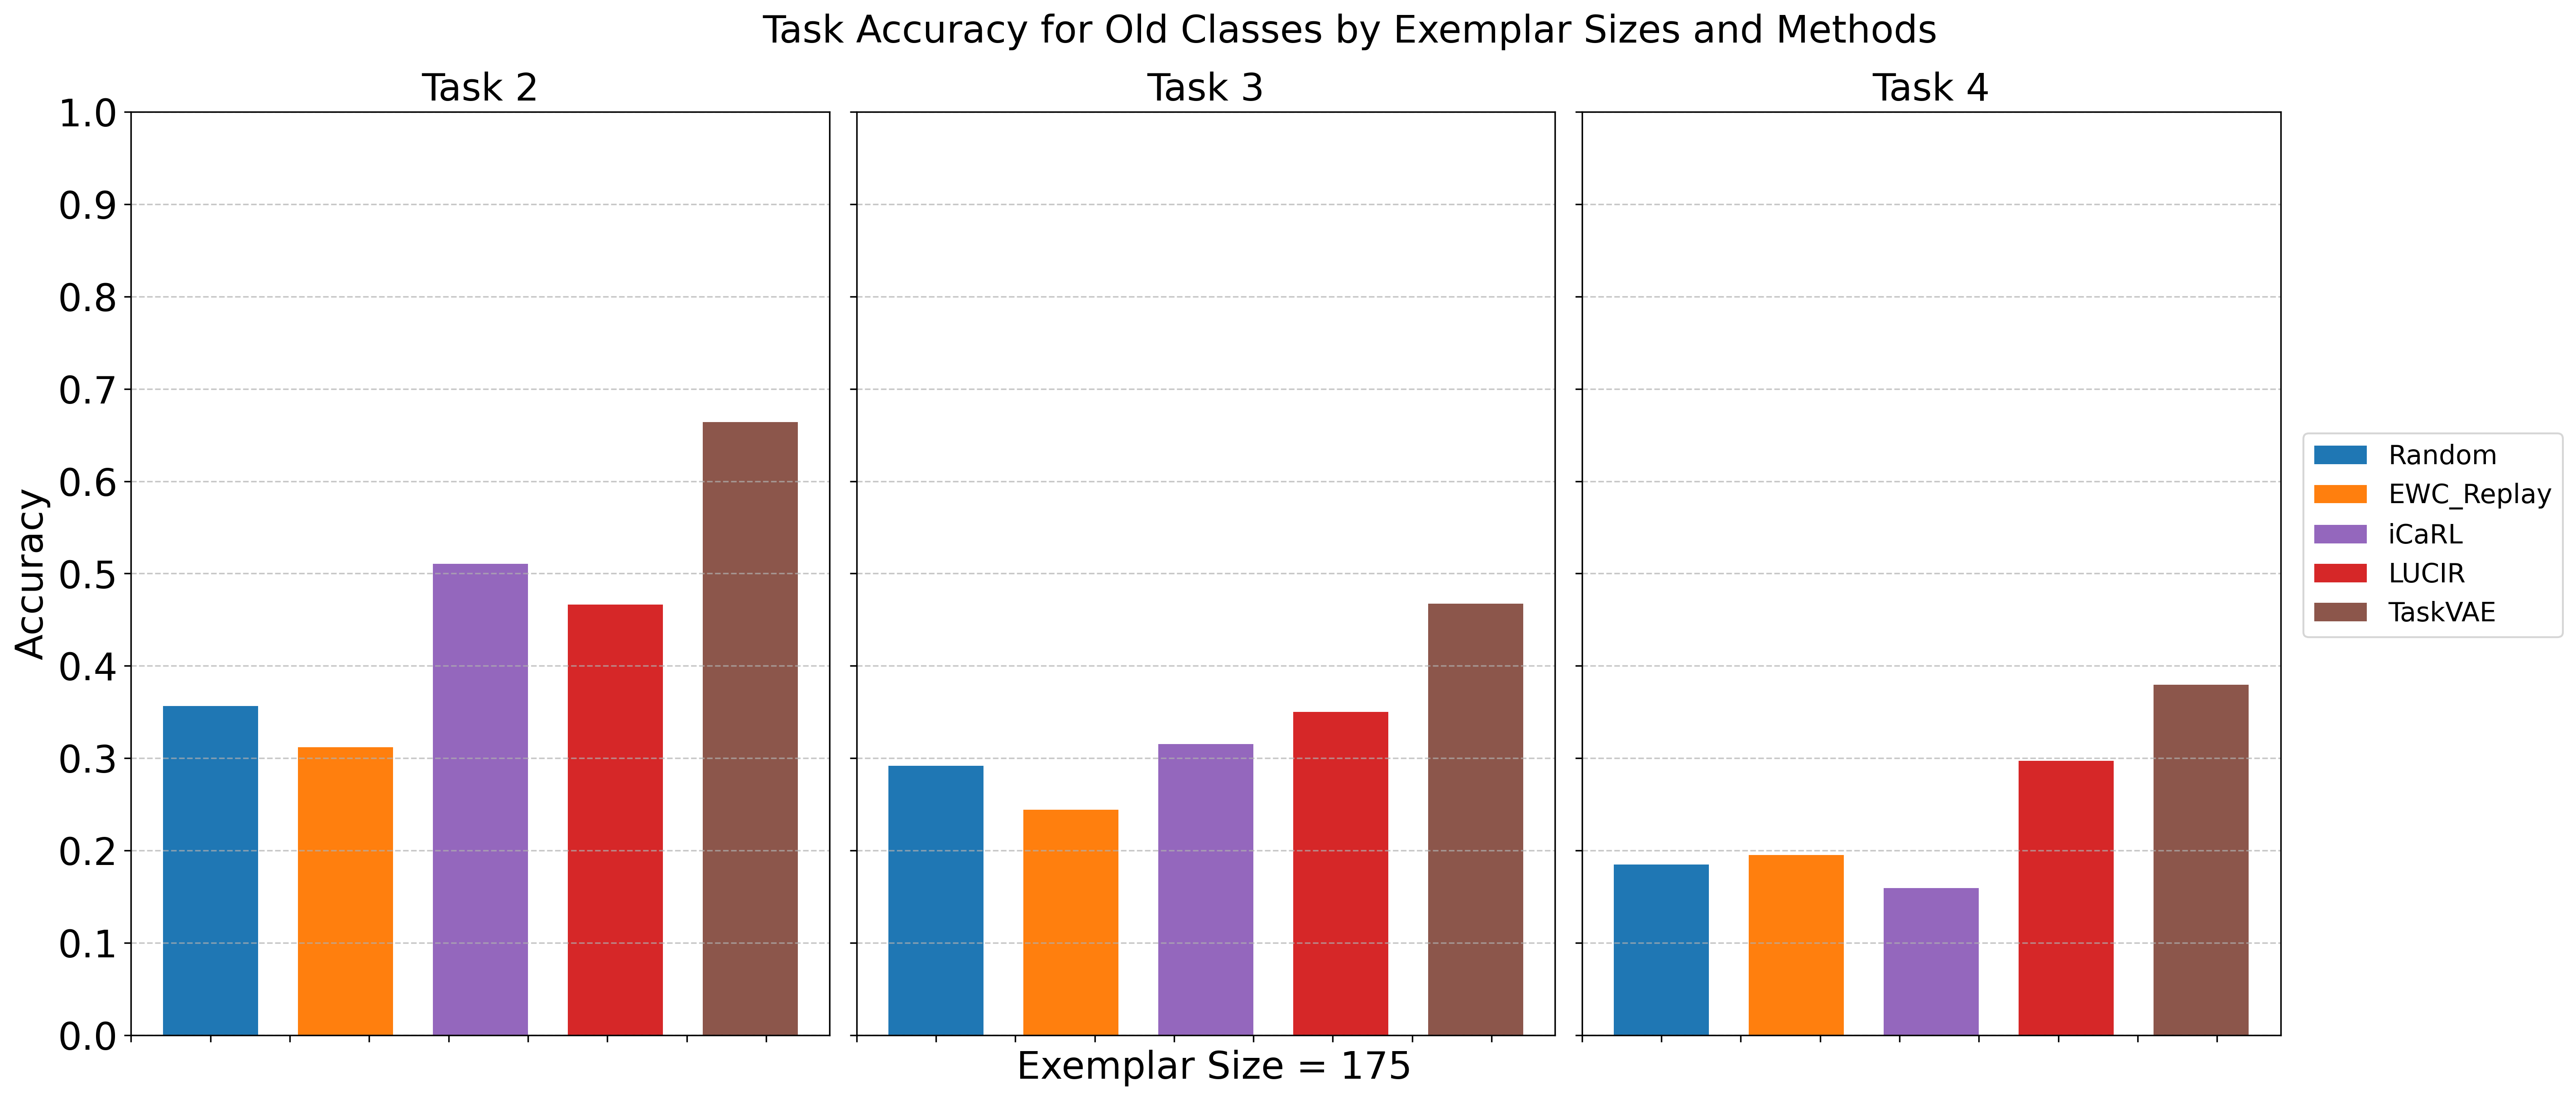 Task Accuracy for Old Classes by Exemplar Sizes and Methods
Task 2
Task 3
Task 4
Accuracy
1.0
0.9
0.8
0.7
0.6
0.5
0.4
0.3
0.2
0.1
0.0
Exemplar Size = 175
Random
EWC_Replay
iCaRL
LUCIR
TaskVAE